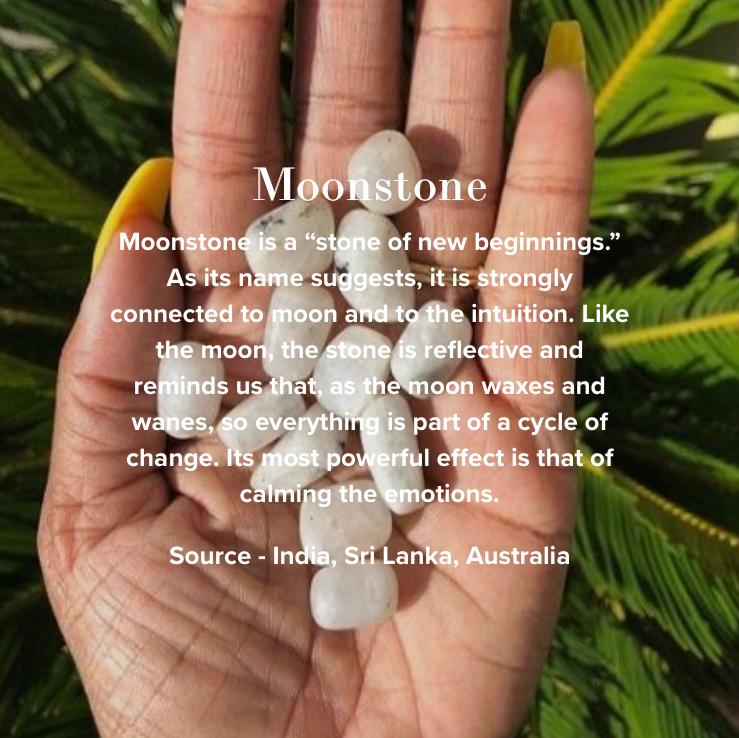 Moonstone
Moonstone is a “stone of new beginnings.”
As its name suggests, it is strongly
connected to moon and to the intuition. Like
the moon, the stone is reflective and
reminds us that, as the moon waxes and
wanes, so everything is part of a cycle of
change. Its most powerful effect is that of
calming the emotions.
Source - India, Sri Lanka, Australia